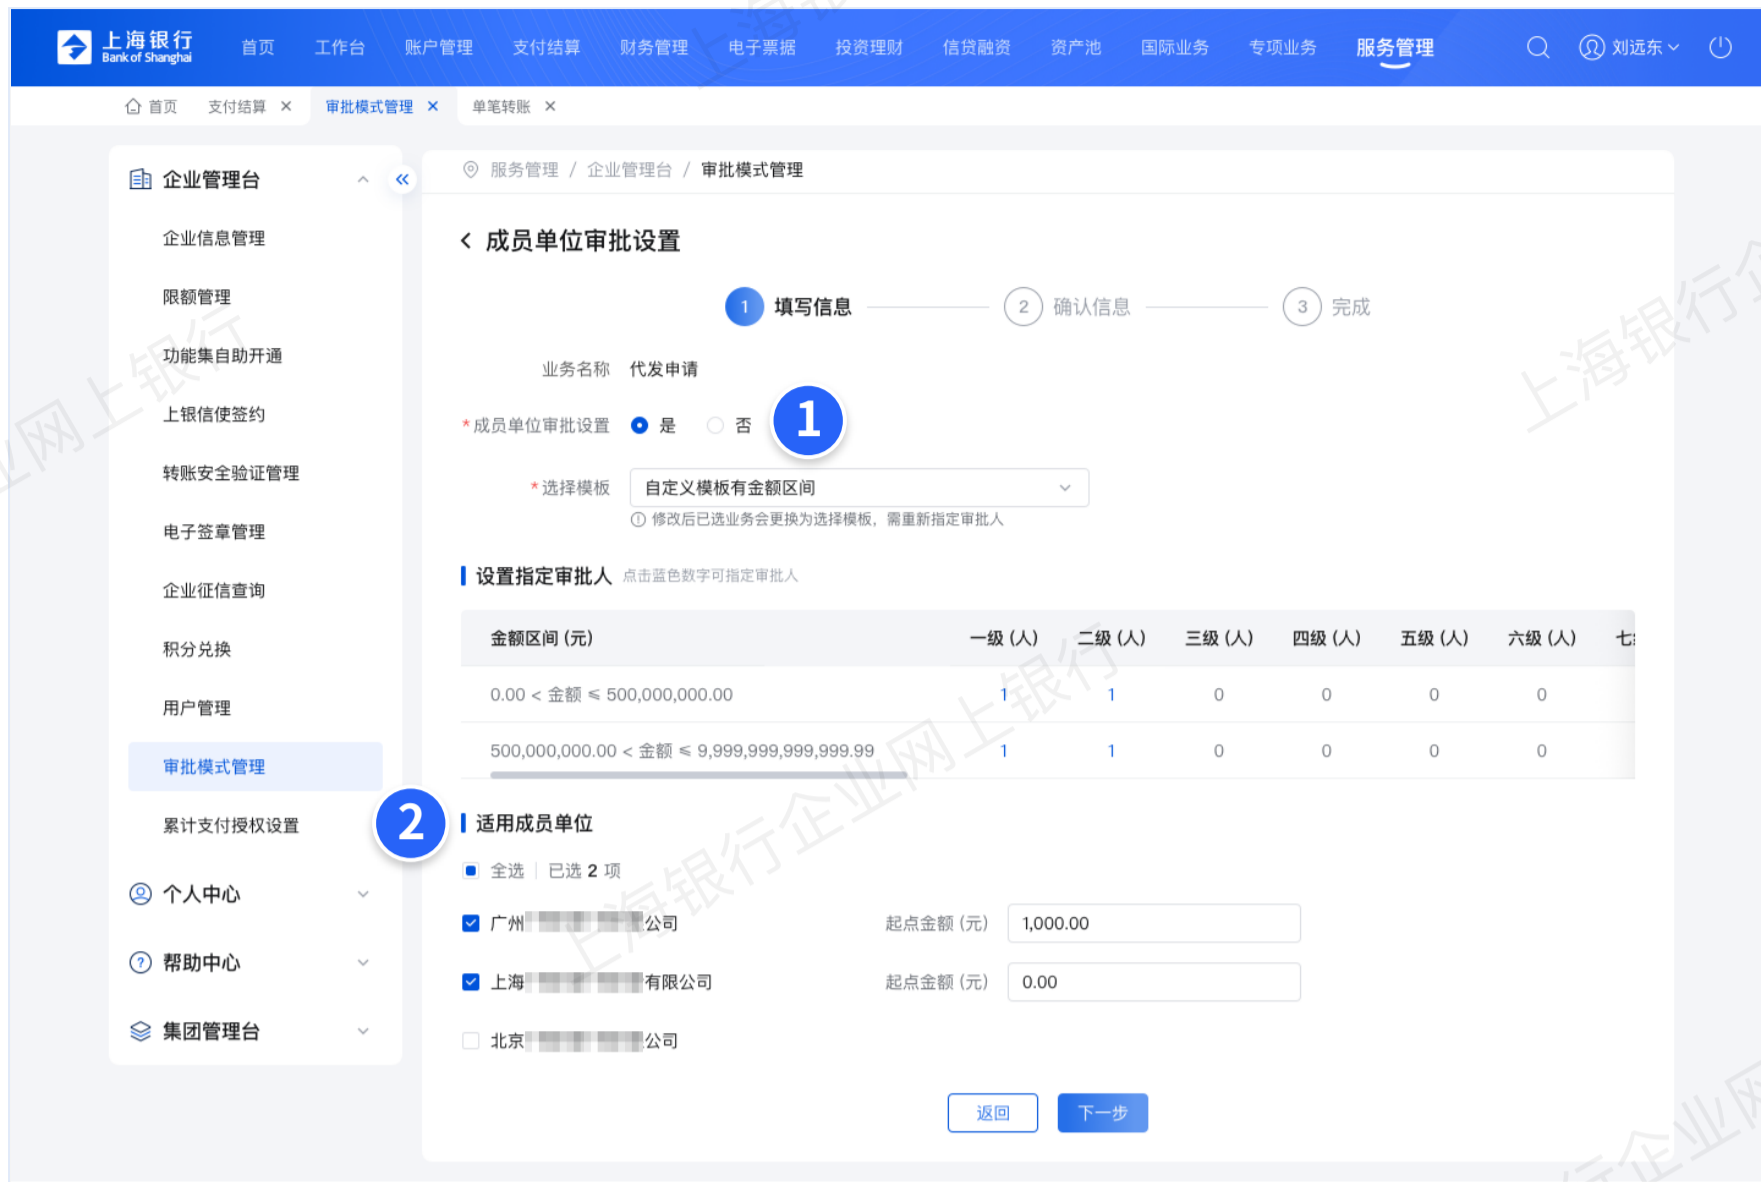 上海银行 首页 工作台 账户管理 支付结算 财务管理 电子票据 投资理财 信贷融资 资产池 国际业务 专项业务 服务管理 刘远东
Bank of Shanghai
首页 支付结算 × 审批模式管理 × 单笔转账 ×
企业管理台
企业信息管理
限额管理
功能集自助开通
上银信使签约
转账安全验证管理
电子签章管理
企业征信查询
积分兑换
用户管理
审批模式管理
累计支付授权设置
个人中心
帮助中心
集团管理台
服务管理 / 企业管理台 / 审批模式管理
成员单位审批设置
1 填写信息 2 确认信息 3 完成
业务名称 代发申请
*成员单位审批设置 是 否 1
*选择模板 自定义模板有金额区间
修改后已选业务会更换为选择模板，需重新指定审批人
设置指定审批人 点击蓝色数字可指定审批人
金额区间 (元) 一级 (人) 二级 (人) 三级 (人) 四级 (人) 五级 (人) 六级 (人) 七
0.00 < 金额 ≤ 500,000,000.00 1 1 0 0 0 0
500,000,000.00 < 金额 ≤ 9,999,999,999,999.99 1 1 0 0 0 0
2 适用成员单位
全选 已选 2 项
广州 公司 起点金额 (元) 1,000.00
上海 有限公司 起点金额 (元) 0.00
北京 公司
返回 下一步
上海银行企业网上银行